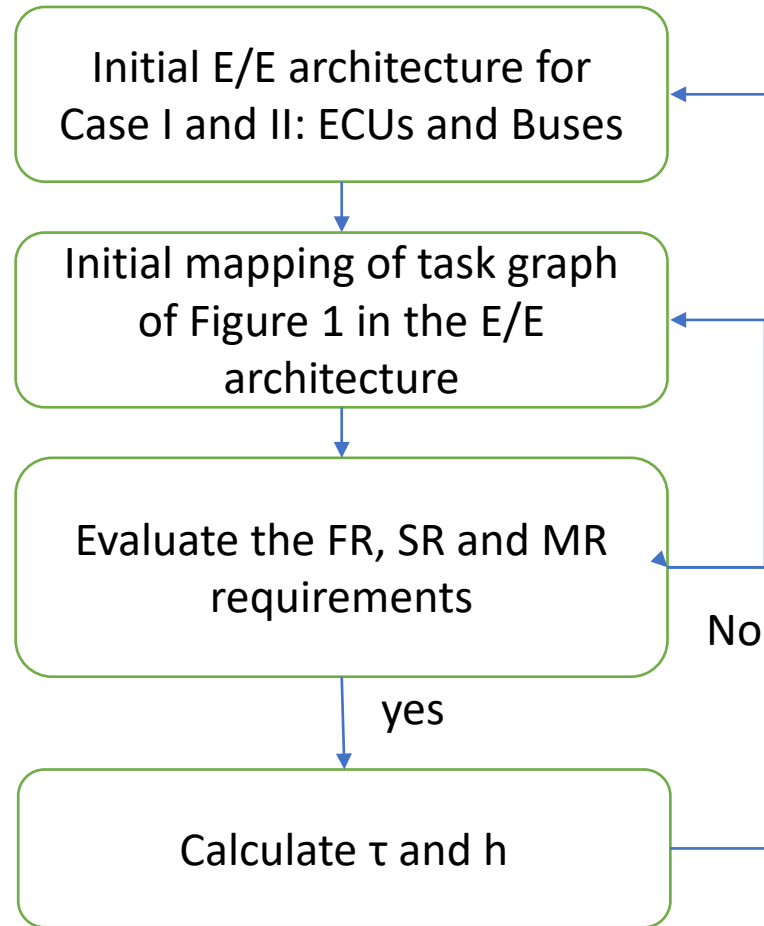 Initial E/E architecture for
Case I and II: ECUs and Buses
Initial mapping of task graph
of Figure 1 in the E/E
architecture
Evaluate the FR, SR and MR
requirements
No
yes
Calculate τ and h